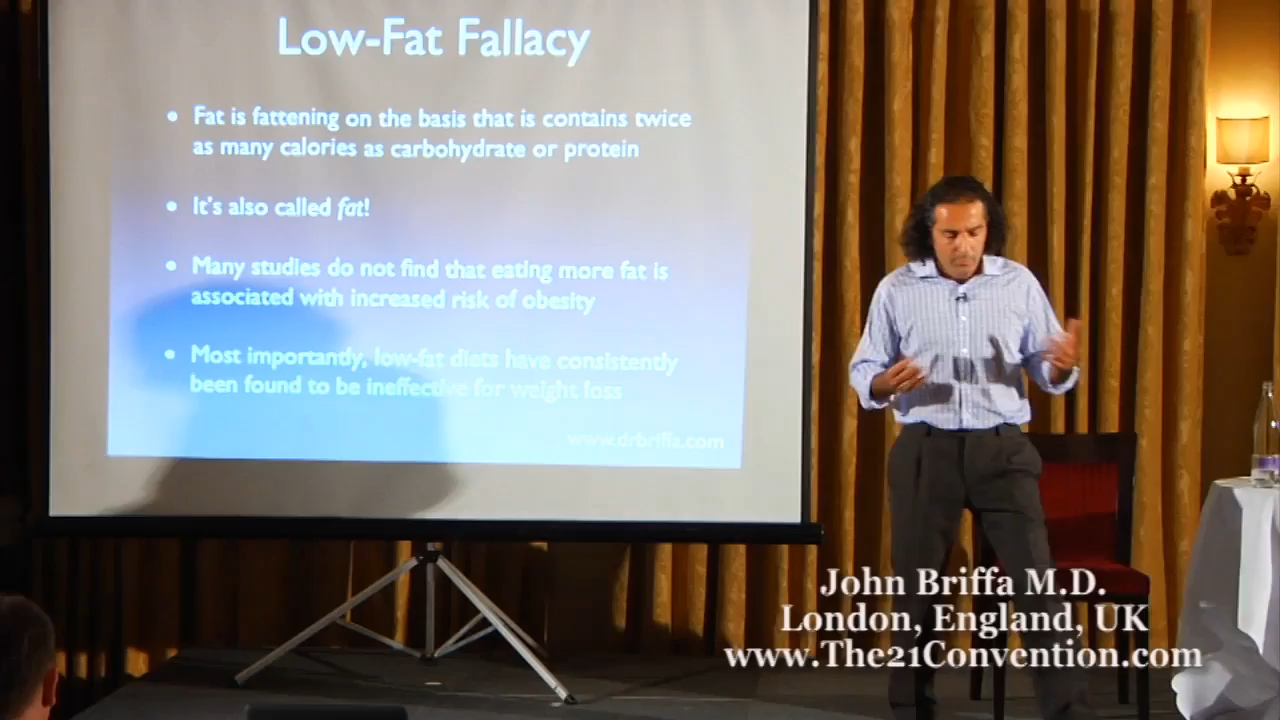 Low-Fat Fallacy
• Fat is fattening on the basis that is contains twice
as many calories as carbohydrate or protein
• It's also called fat!
• Many studies do not find that eating more fat is
associated with increased risk of obesity
• Most importantly, low-fat diets have consistently
been found to be ineffective for weight loss
www.drbriffa.com
John Briffa M.D.
London, England, UK
www.The21Convention.com